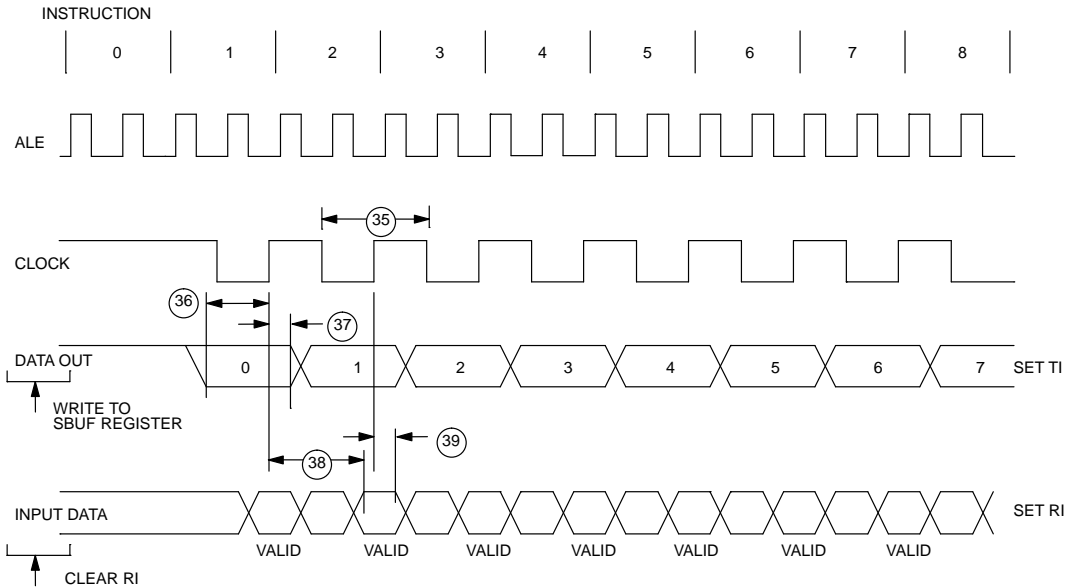 INSTRUCTION
0 1 2 3 4 5 6 7 8
ALE
35
CLOCK
36
37
DATA OUT 0 1 2 3 4 5 6 7 SET TI
WRITE TO
SBUF REGISTER
39
38
INPUT DATA SET RI
VALID VALID VALID VALID VALID VALID VALID
CLEAR RI